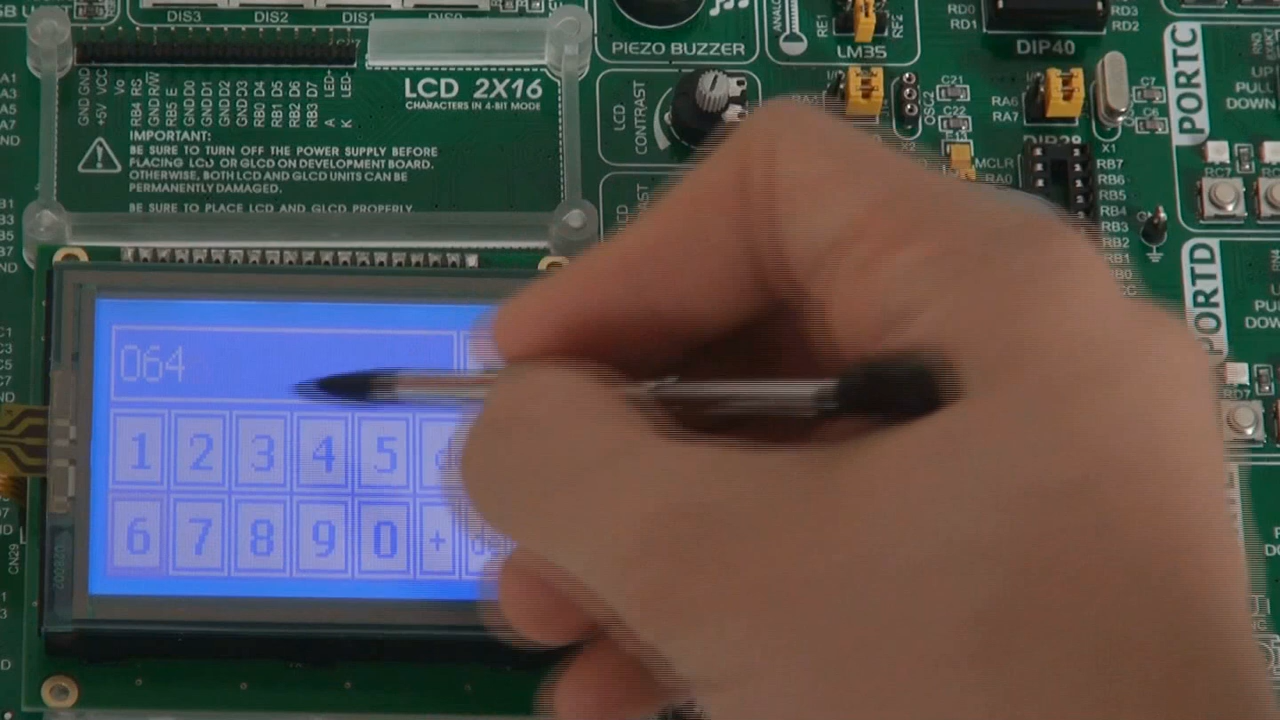 DIS3 DIS2 DIS1 DIS0
PIEZO BUZZER
LM35
RE1
RE2
RD0
RD1
RD2
RD3
DIP40
LCD 2X16
CHARACTERS IN 4-BIT MODE
GND GND
+5V VCC
Vo
RB4 RS
GND R/W
RB5 E
GND D0
GND D1
GND D2
GND D3
RB0 D4
RB1 D5
RB2 D6
RB3 D7
A LED+
K LED-
IMPORTANT:
BE SURE TO TURN OFF THE POWER SUPPLY BEFORE
PLACING LCD OR GLCD ON DEVELOPMENT BOARD.
OTHERWISE, BOTH LCD AND GLCD UNITS CAN BE
PERMANENTLY DAMAGED.
BE SURE TO PLACE LCD AND GLCD PROPERLY.
LCD
CONTRAST
OSC2
C21
C22
RA6
RA7
C7
C6
X1
MCLR
RA0
RB7
RB6
RB5
RB4
RB3
RB2
RB1
PORTC
PORTD
RC7
RD7
CN29
064
1 2 3 4 5
6 7 8 9 0 +